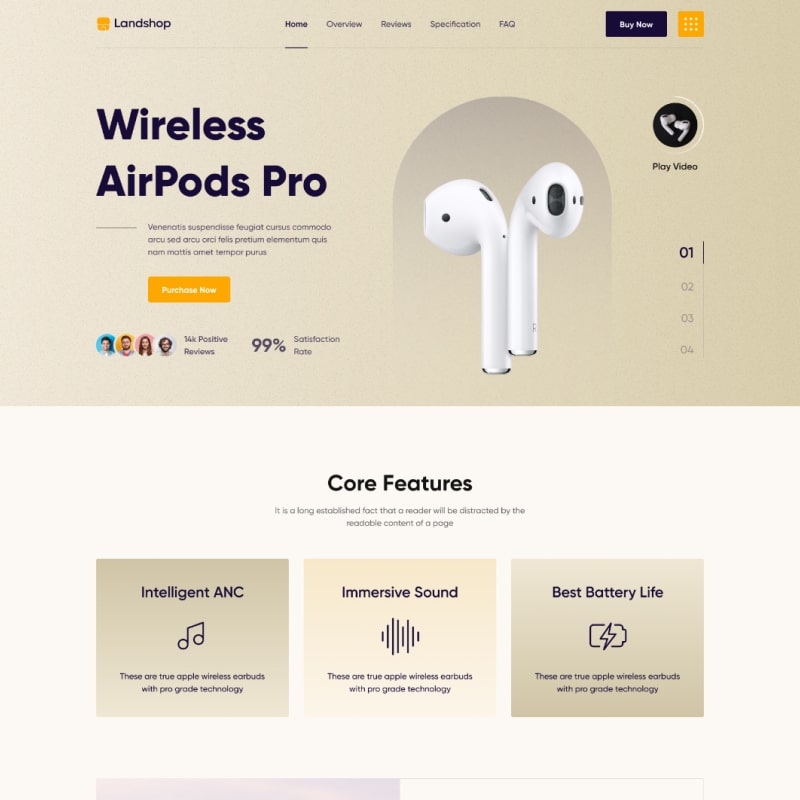 Landshop
Home Overview Reviews Specification FAQ
Buy Now
Wireless
AirPods Pro
Venenatis suspendisse feugiat cursus commodo
arcu sed arcu orci felis pretium elementum quis
nam mattis amet tempor purus
Purchase Now
14k Positive
Reviews
99%
Satisfaction
Rate
Play Video
01
02
03
04
Core Features
It is a long established fact that a reader will be distracted by the
readable content of a page
Intelligent ANC
These are true apple wireless earbuds
with pro grade technology
Immersive Sound
These are true apple wireless earbuds
with pro grade technology
Best Battery Life
These are true apple wireless earbuds
with pro grade technology